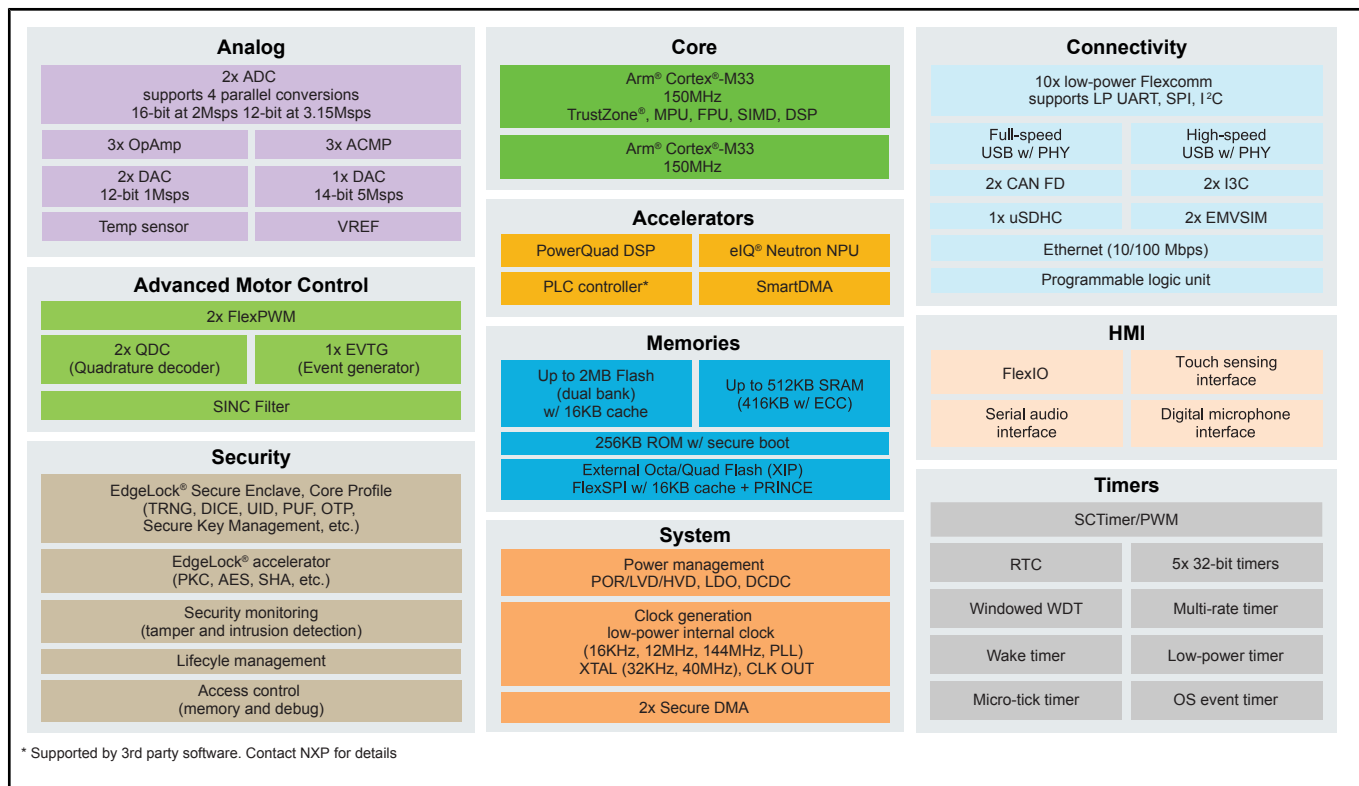 Analog
2x ADC
supports 4 parallel conversions
16-bit at 2Msps 12-bit at 3.15Msps
3x OpAmp
3x ACMP
2x DAC
12-bit 1Msps
1x DAC
14-bit 5Msps
Temp sensor
VREF
Advanced Motor Control
2x FlexPWM
2x QDC
(Quadrature decoder)
1x EVTG
(Event generator)
SINC Filter
Security
EdgeLock® Secure Enclave, Core Profile
(TRNG, DICE, UID, PUF, OTP,
Secure Key Management, etc.)
EdgeLock® accelerator
(PKC, AES, SHA, etc.)
Security monitoring
(tamper and intrusion detection)
Lifecyle management
Access control
(memory and debug)
Core
Arm® Cortex®-M33
150MHz
TrustZone®, MPU, FPU, SIMD, DSP
Arm® Cortex®-M33
150MHz
Accelerators
PowerQuad DSP
eIQ® Neutron NPU
PLC controller*
SmartDMA
Memories
Up to 2MB Flash
(dual bank)
w/ 16KB cache
Up to 512KB SRAM
(416KB w/ ECC)
256KB ROM w/ secure boot
External Octa/Quad Flash (XIP)
FlexSPI w/ 16KB cache + PRINCE
System
Power management
POR/LVD/HVD, LDO, DCDC
Clock generation
low-power internal clock
(16KHz, 12MHz, 144MHz, PLL)
XTAL (32KHz, 40MHz), CLK OUT
2x Secure DMA
Connectivity
10x low-power Flexcomm
supports LP UART, SPI, I²C
Full-speed
USB w/ PHY
High-speed
USB w/ PHY
2x CAN FD
2x I3C
1x uSDHC
2x EMVSIM
Ethernet (10/100 Mbps)
Programmable logic unit
HMI
FlexIO
Touch sensing
interface
Serial audio
interface
Digital microphone
interface
Timers
SCTimer/PWM
RTC
5x 32-bit timers
Windowed WDT
Multi-rate timer
Wake timer
Low-power timer
Micro-tick timer
OS event timer
* Supported by 3rd party software. Contact NXP for details